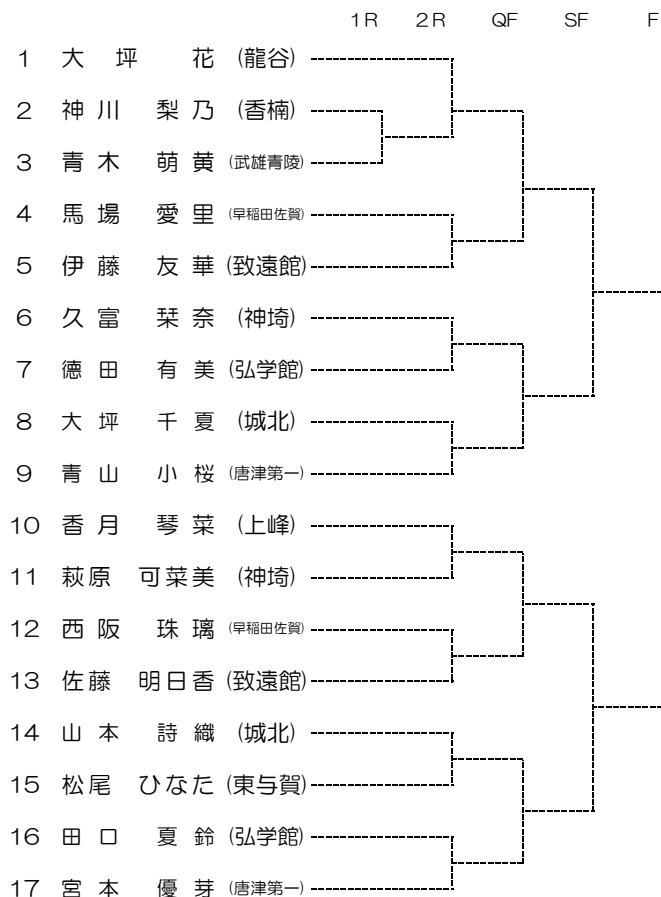 1R 2R QF SF F
1 大坪 花 (龍谷)
2 神川 梨乃 (香楠)
3 青木 萌黄 (武雄青陵)
4 馬場 愛里 (早稲田佐賀)
5 伊藤 友華 (致遠館)
6 久富 栞奈 (神埼)
7 德田 有美 (弘学館)
8 大坪 千夏 (城北)
9 青山 小桜 (唐津第一)
10 香月 琴菜 (上峰)
11 萩原 可菜美 (神埼)
12 西阪 珠璃 (早稲田佐賀)
13 佐藤 明日香 (致遠館)
14 山本 詩織 (城北)
15 松尾 ひなた (東与賀)
16 田口 夏鈴 (弘学館)
17 宮本 優芽 (唐津第一)